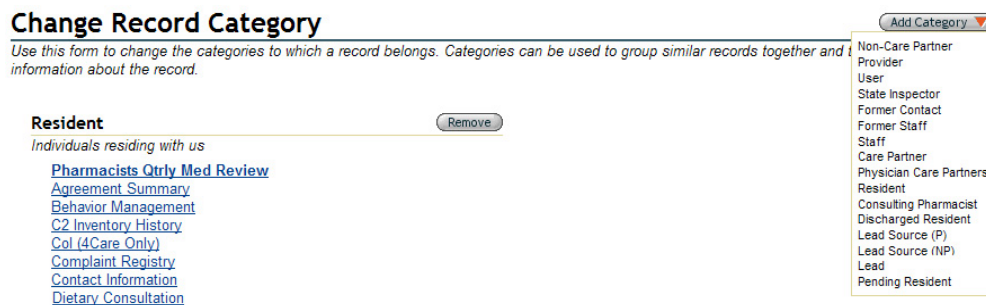 Change Record Category
Add Category
Use this form to change the categories to which a record belongs. Categories can be used to group similar records together and
information about the record.
Non-Care Partner
Provider
User
State Inspector
Former Contact
Former Staff
Staff
Care Partner
Physician Care Partners
Resident
Consulting Pharmacist
Discharged Resident
Lead Source (P)
Lead Source (NP)
Lead
Pending Resident
Resident
Remove
Individuals residing with us
Pharmacists Qtrly Med Review
Agreement Summary
Behavior Management
C2 Inventory History
CoI (4Care Only)
Complaint Registry
Contact Information
Dietary Consultation